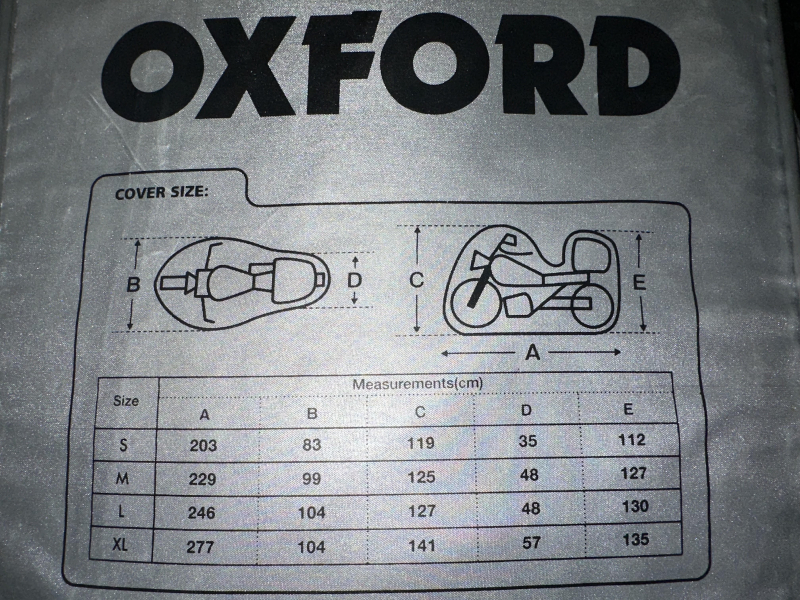 OXFORD
COVER SIZE:
B D C E
A
Measurements(cm)
Size A B C D E
S 203 83 119 35 112
M 229 99 125 48 127
L 246 104 127 48 130
XL 277 104 141 57 135